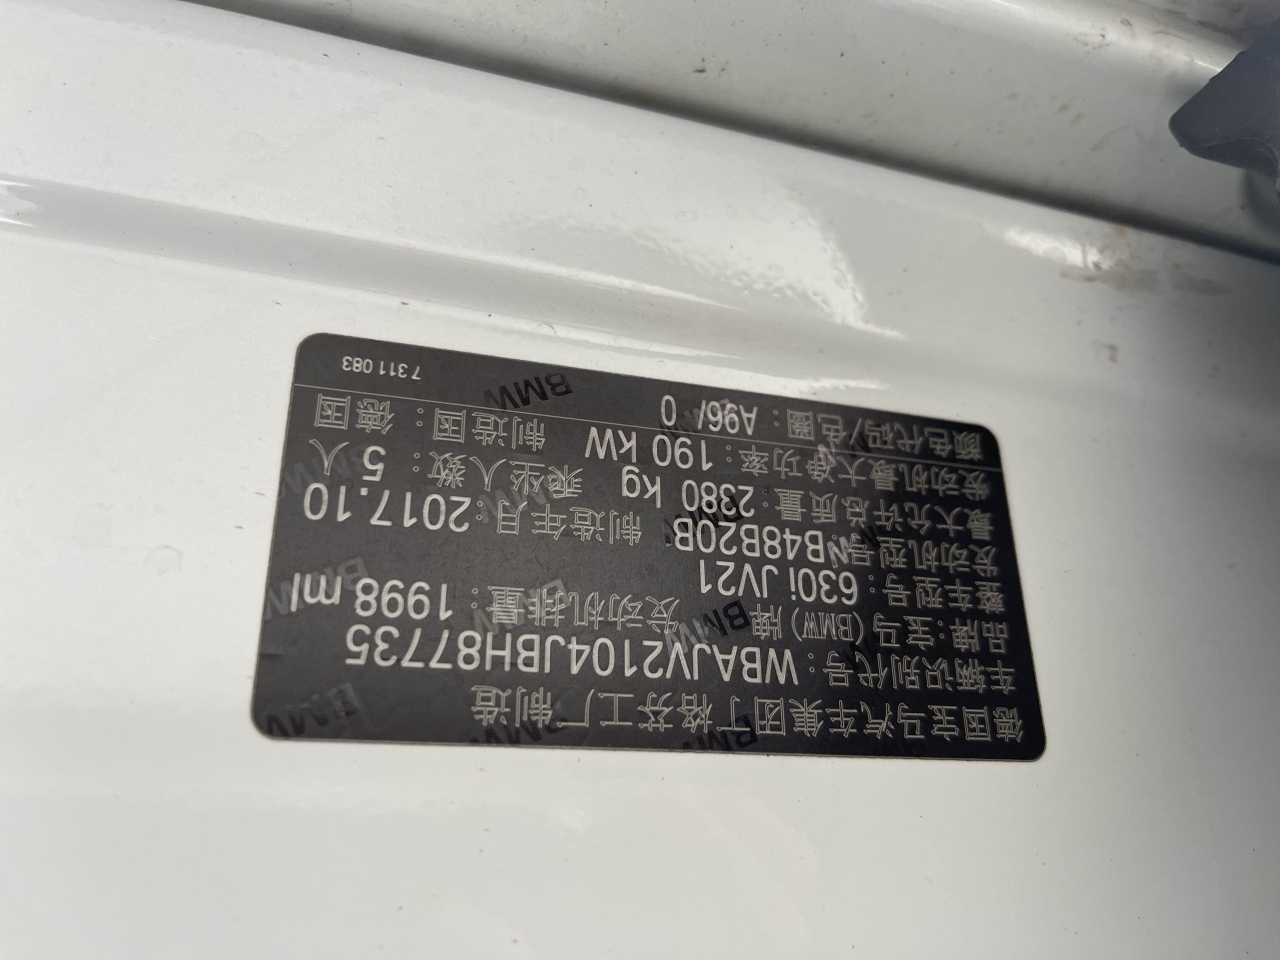 德国宝马汽车集团丁格芬工厂制造
车辆识别代号：WBAJV2104JBH87735
品牌：宝马(BMW)牌 发动机排量：1998 ml
整车型号：630i JV21
发动机型号：B48B20B 制造年月：2017.10
最大允许总质量：2380 kg 乘坐人数：5人
发动机最大净功率：190 kW 制造国：德国
颜色代码/色圈：A96/ 0
7 311 083